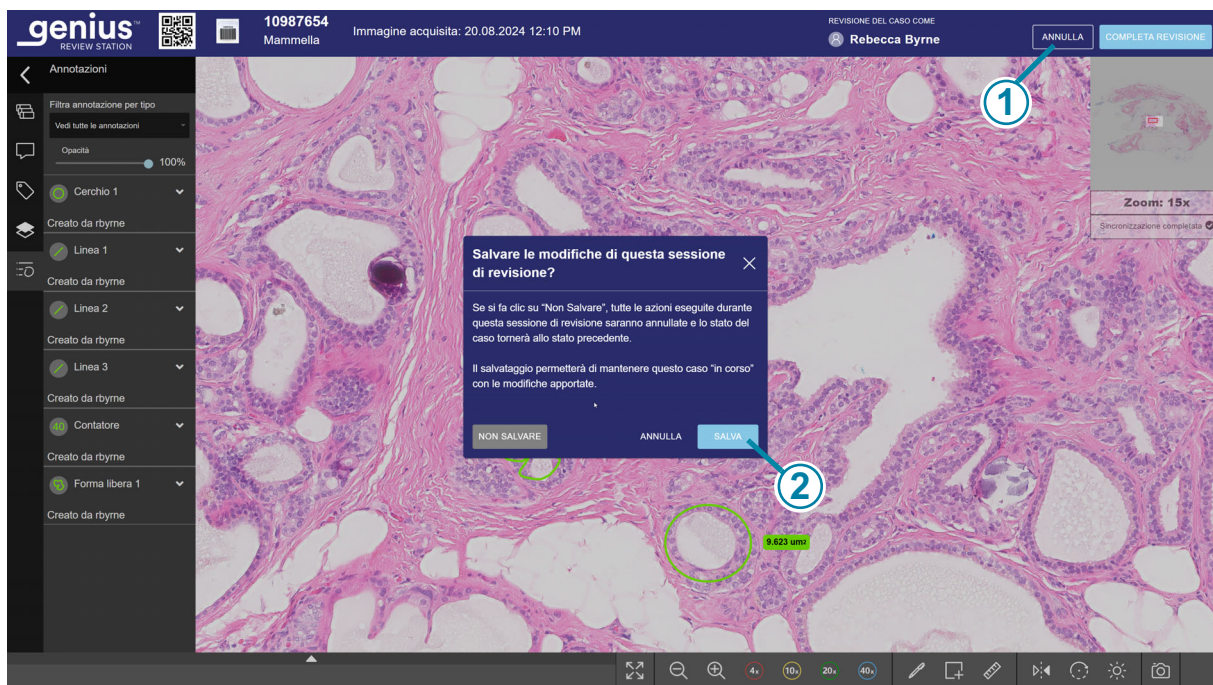 genius™
REVIEW STATION
10987654
Mammella
Immagine acquisita: 20.08.2024 12:10 PM
REVISIONE DEL CASO COME
Rebecca Byrne
ANNULLA
COMPLETA REVISIONE
1
Annotazioni
Filtra annotazione per tipo
Vedi tutte le annotazioni
Opacità
100%
Cerchio 1
Creato da rbyrne
Linea 1
Creato da rbyrne
Linea 2
Creato da rbyrne
Linea 3
Creato da rbyrne
40 Contatore
Creato da rbyrne
Forma libera 1
Creato da rbyrne
Zoom: 15x
Sincronizzazione completata
Salvare le modifiche di questa sessione
di revisione?
Se si fa clic su “Non Salvare”, tutte le azioni eseguite durante
questa sessione di revisione saranno annullate e lo stato del
caso tornerà allo stato precedente.
Il salvataggio permetterà di mantenere questo caso “in corso”
con le modifiche apportate.
NON SALVARE
ANNULLA
SALVA
2
9.623 um²
4x
10x
20x
40x